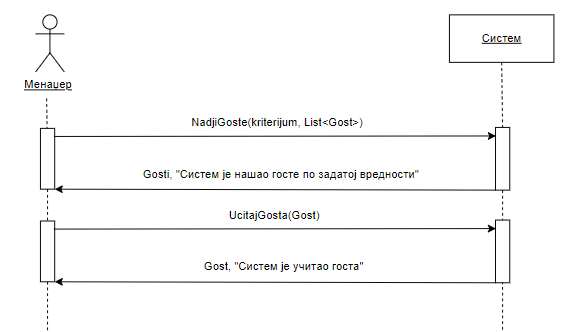 Систем
Менаџер
NadjiGoste(kriterijum, List<Gost>)
Gosti, "Систем је нашао госте по задатој вредности"
UcitajGosta(Gost)
Gost, "Систем је учитао госта"